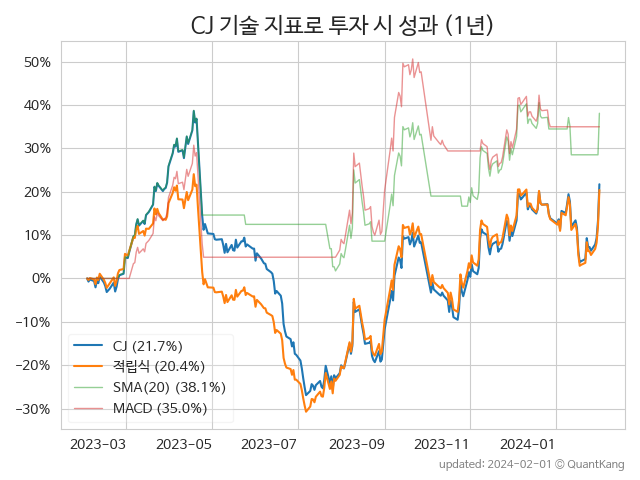 CJ 기술 지표로 투자 시 성과 (1년)
50%
40%
30%
20%
10%
0%
−10%
−20%
−30%
CJ (21.7%)
적립식 (20.4%)
SMA(20) (38.1%)
MACD (35.0%)
2023-03 2023-05 2023-07 2023-09 2023-11 2024-01
updated: 2024-02-01 © QuantKang